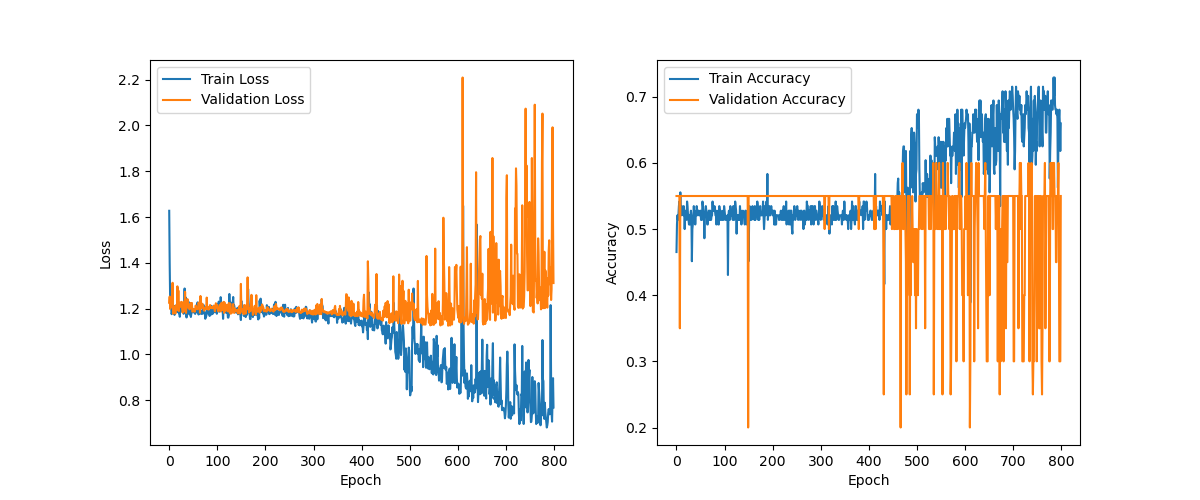 Train Loss
Validation Loss
2.2
2.0
1.8
1.6
1.4
1.2
1.0
0.8
Loss
0 100 200 300 400 500 600 700 800
Epoch
Train Accuracy
Validation Accuracy
0.7
0.6
0.5
0.4
0.3
0.2
Accuracy
0 100 200 300 400 500 600 700 800
Epoch